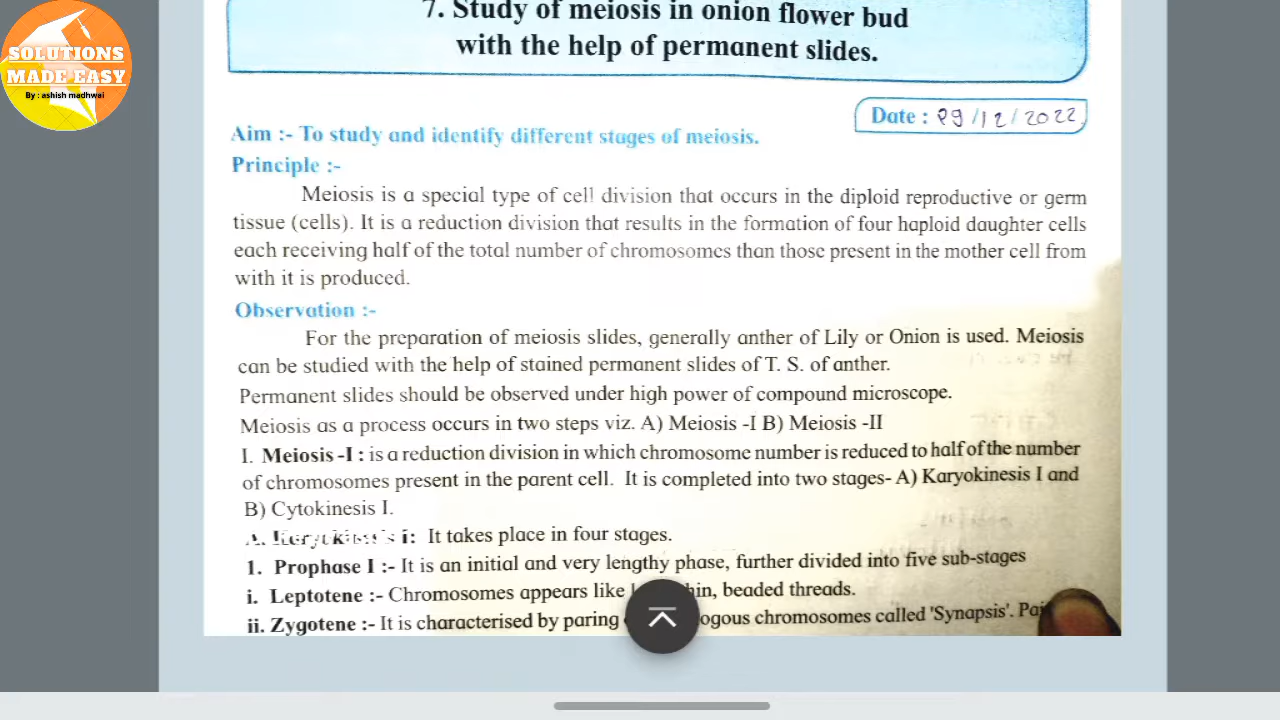 SOLUTIONS
MADE EASY
By : ashish madhwai
7. Study of meiosis in onion flower bud
with the help of permanent slides.
Date : 29/12/2022
Aim :- To study and identify different stages of meiosis.
Principle :-
Meiosis is a special type of cell division that occurs in the diploid reproductive or germ
tissue (cells). It is a reduction division that results in the formation of four haploid daughter cells
each receiving half of the total number of chromosomes than those present in the mother cell from
with it is produced.
Observation :-
For the preparation of meiosis slides, generally anther of Lily or Onion is used. Meiosis
can be studied with the help of stained permanent slides of T. S. of anther.
Permanent slides should be observed under high power of compound microscope.
Meiosis as a process occurs in two steps viz. A) Meiosis -I B) Meiosis -II
I. Meiosis -I : is a reduction division in which chromosome number is reduced to half of the number
of chromosomes present in the parent cell. It is completed into two stages- A) Karyokinesis I and
B) Cytokinesis I.
A. Karyokinesis I: It takes place in four stages.
1. Prophase I :- It is an initial and very lengthy phase, further divided into five sub-stages
i. Leptotene :- Chromosomes appears like beaded threads.
ii. Zygotene :- It is characterised by paring chromosomes called 'Synapsis'.